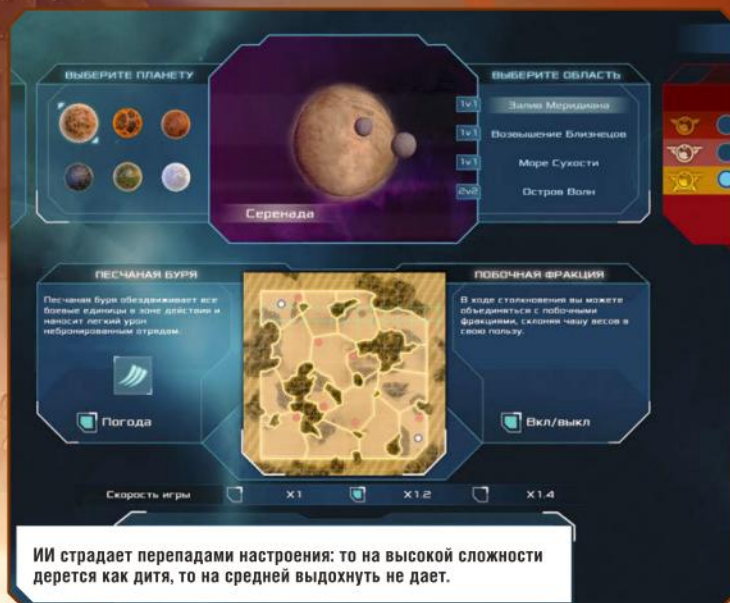 ВЫБЕРИТЕ ПЛАНЕТУ
Серенада
ВЫБЕРИТЕ ОБЛАСТЬ
1v1 Залив Меридиана
1v1 Возвышение Близнецов
1v1 Море Сухости
2v2 Остров Волн
ПЕСЧАНАЯ БУРЯ
Песчаная буря обездвиживает все
боевые единицы в зоне действия и
наносит легкий урон
небронированным отрядам.
Погода
ПОБОЧНАЯ ФРАКЦИЯ
В ходе столкновения вы можете
объединяться с побочными
фракциями, склоняя чашу весов в
свою пользу.
Вкл/выкл
Скорость игры X1 X1.2 X1.4
ИИ страдает перепадами настроения: то на высокой сложности
дерется как дитя, то на средней выдохнуть не дает.